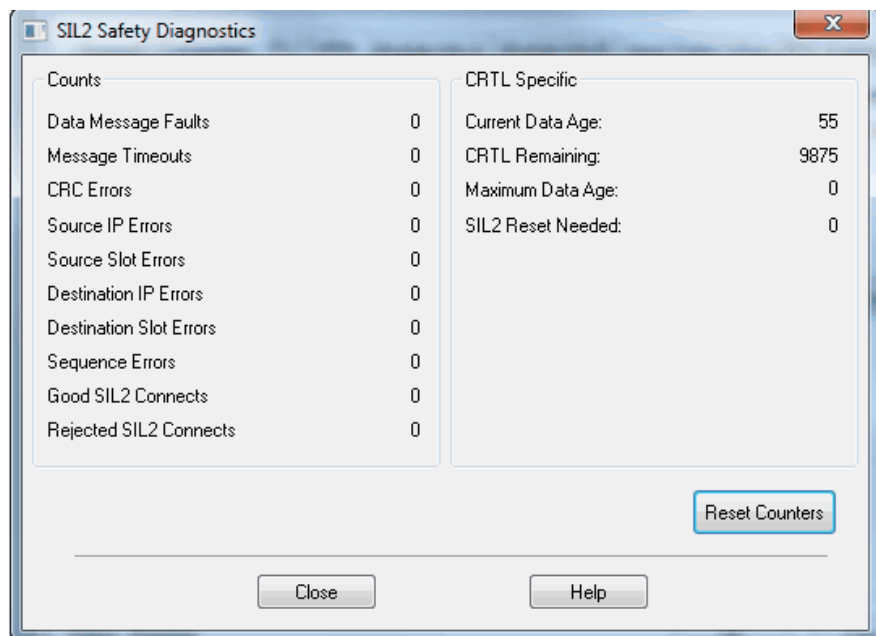 SIL2 Safety Diagnostics
Counts
Data Message Faults 0
Message Timeouts 0
CRC Errors 0
Source IP Errors 0
Source Slot Errors 0
Destination IP Errors 0
Destination Slot Errors 0
Sequence Errors 0
Good SIL2 Connects 0
Rejected SIL2 Connects 0
CRTL Specific
Current Data Age: 55
CRTL Remaining: 9875
Maximum Data Age: 0
SIL2 Reset Needed: 0
Reset Counters
Close Help